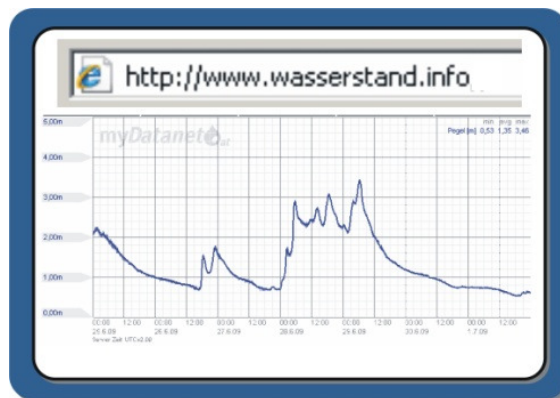 http://www.wasserstand.info
myDatanet.at
min avg max
Pegel [m] 0,53 1,35 3,46
5,00m
4,00m
3,00m
2,00m
1,00m
0,00m
00:00 12:00 00:00 12:00 00:00 12:00 00:00 12:00 00:00 12:00 00:00 12:00 00:00 12:00
25.6.09 26.6.09 27.6.09 28.6.09 29.6.09 30.6.09 1.7.09
Server Zeit UTC+2:00